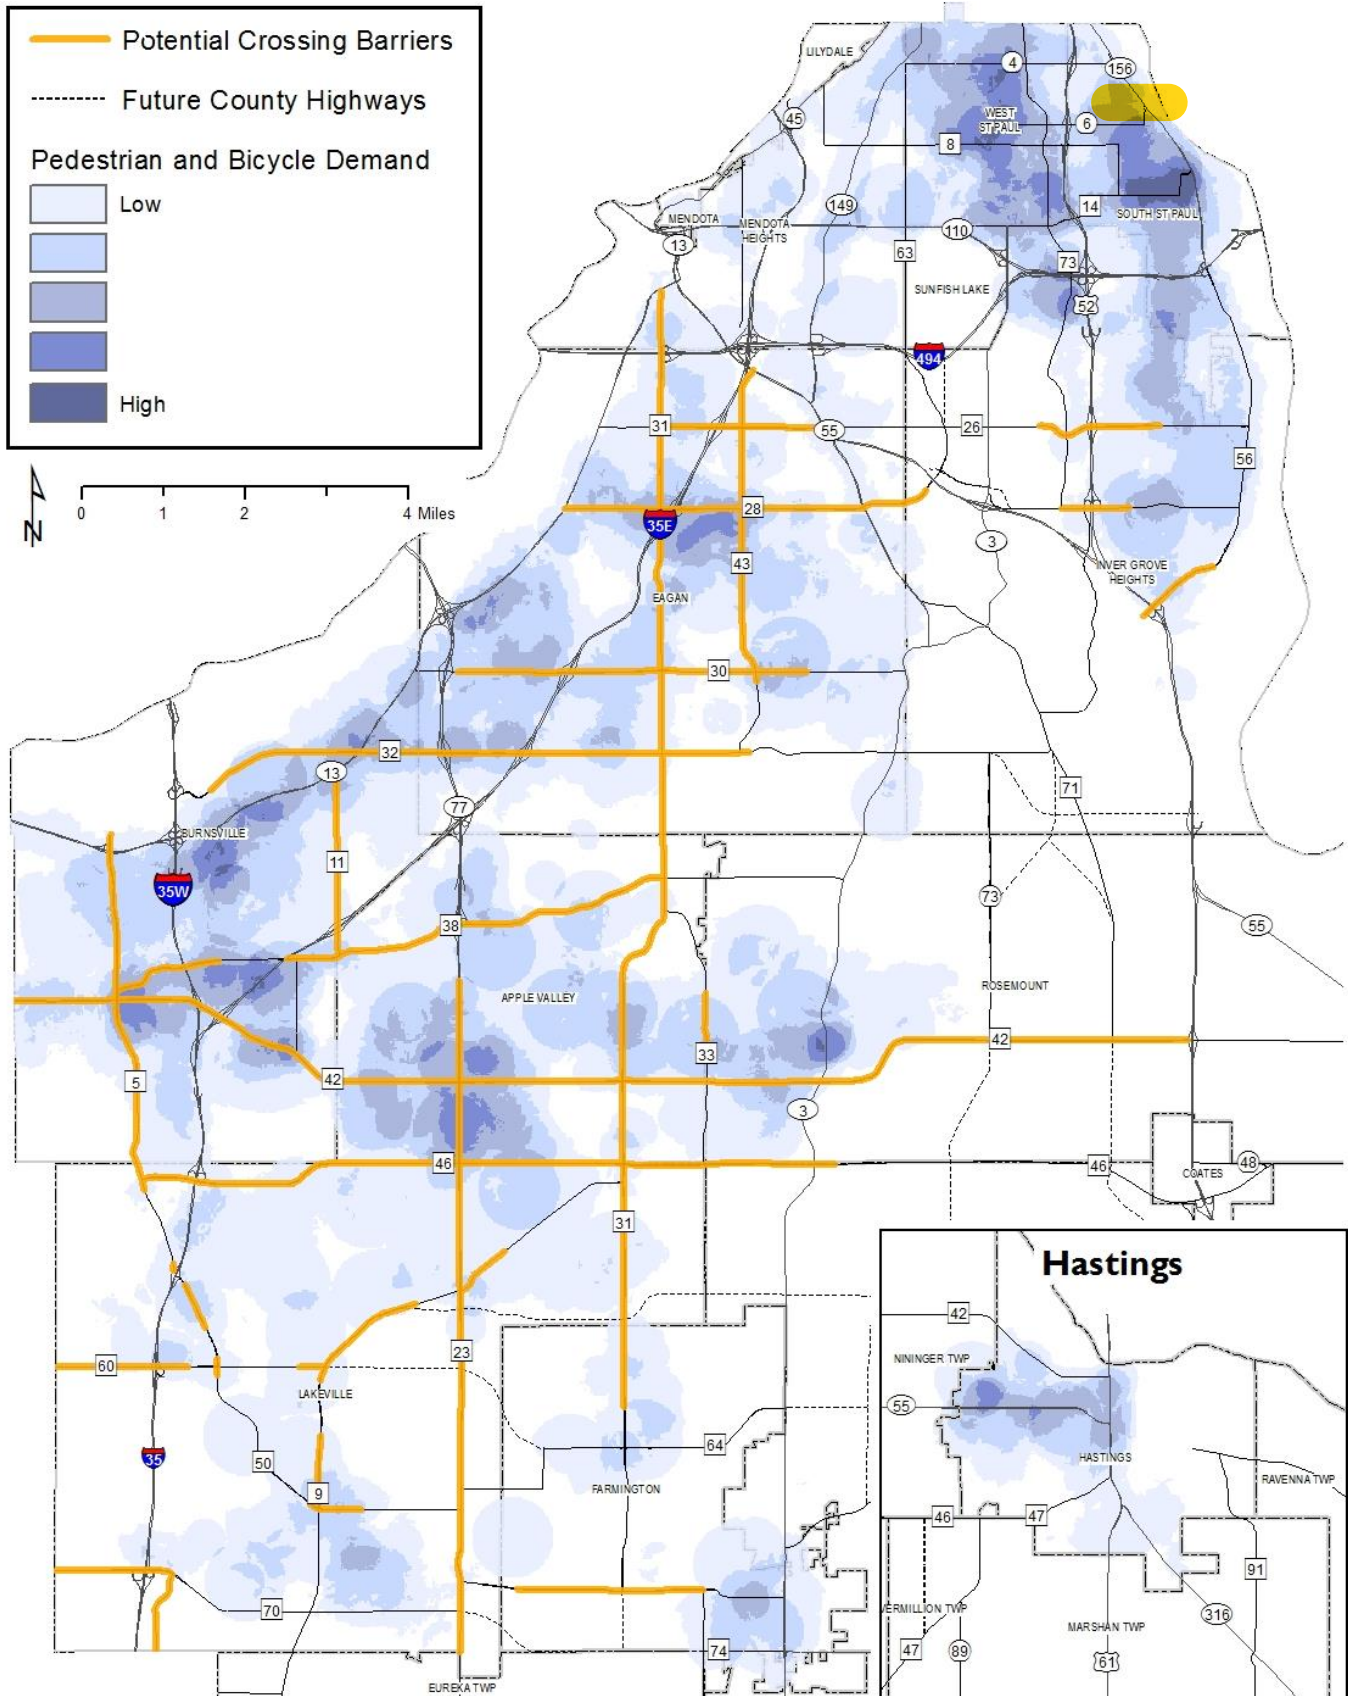 Potential Crossing Barriers
Future County Highways
Pedestrian and Bicycle Demand
Low
High
N
0 1 2 4 Miles
LILYDALE
4
156
45
WEST
ST PAUL
6
8
149
14
SOUTH ST PAUL
MENDOTA
MENDOTA
HEIGHTS
13
110
63
73
SUNFISH LAKE
52
494
31
55
26
56
28
35E
43
3
INVER GROVE
HEIGHTS
EAGAN
30
32
13
77
71
BURNSVILLE
11
35W
73
38
55
APPLE VALLEY
ROSEMOUNT
33
42
5
42
3
46
46
48
COATES
31
23
60
LAKEVILLE
35
50
64
FARMINGTON
9
70
74
EUREKA TWP
Hastings
42
NININGER TWP
55
HASTINGS
RAVENNA TWP
46
47
91
VERMILLION TWP
316
MARSHAN TWP
47
89
61